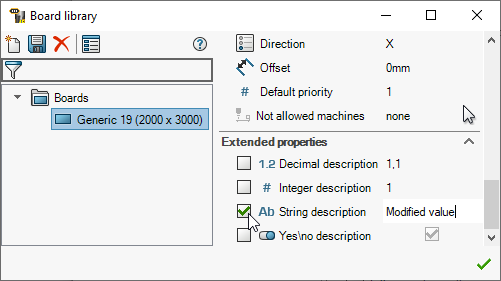 Board library
Boards
Generic 19 (2000 x 3000)
Direction X
Offset 0mm
# Default priority 1
Not allowed machines none
Extended properties
1.2 Decimal description 1,1
# Integer description 1
Ab String description Modified value
Yes\no description